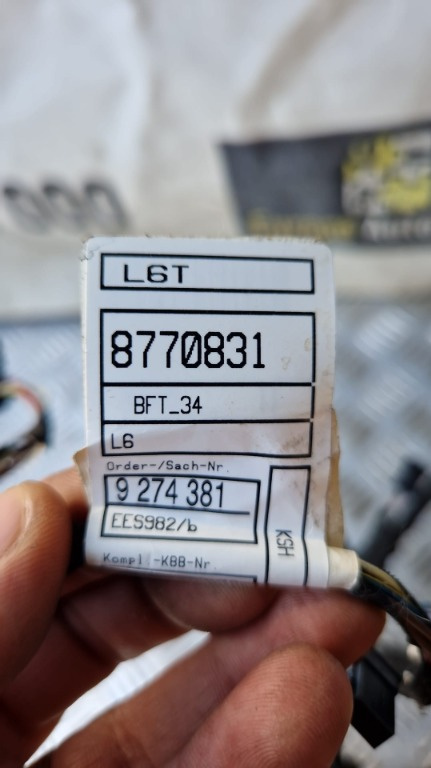 L6T
8770831
BFT_34
L6
Order-/Sach-Nr.
9 274 381
EES982/b
KSH
Kompl.-KBB-Nr.